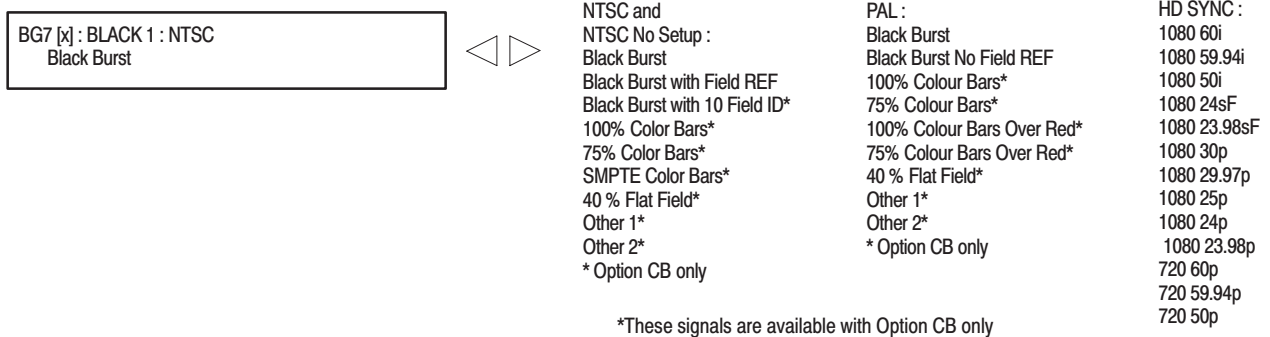 BG7 [x] : BLACK 1 : NTSC
Black Burst
NTSC and
NTSC No Setup :
Black Burst
Black Burst with Field REF
Black Burst with 10 Field ID*
100% Color Bars*
75% Color Bars*
SMPTE Color Bars*
40 % Flat Field*
Other 1*
Other 2*
* Option CB only
PAL :
Black Burst
Black Burst No Field REF
100% Colour Bars*
75% Colour Bars*
100% Colour Bars Over Red*
75% Colour Bars Over Red*
40 % Flat Field*
Other 1*
Other 2*
* Option CB only
HD SYNC :
1080 60i
1080 59.94i
1080 50i
1080 24sF
1080 23.98sF
1080 30p
1080 29.97p
1080 25p
1080 24p
1080 23.98p
720 60p
720 59.94p
720 50p
*These signals are available with Option CB only